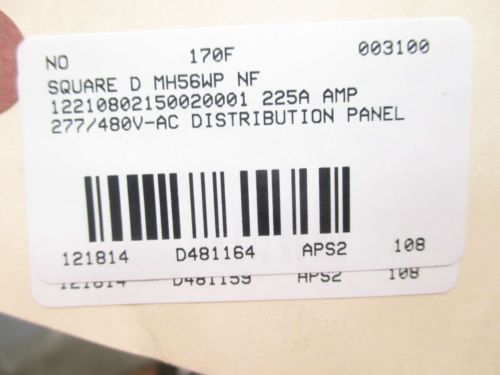 NO 170F 003100
SQUARE D MH56WP NF
12210802150020001 225A AMP
277/480V-AC DISTRIBUTION PANEL
121814 D481164 APS2 108
121814 D481159 APS2 108